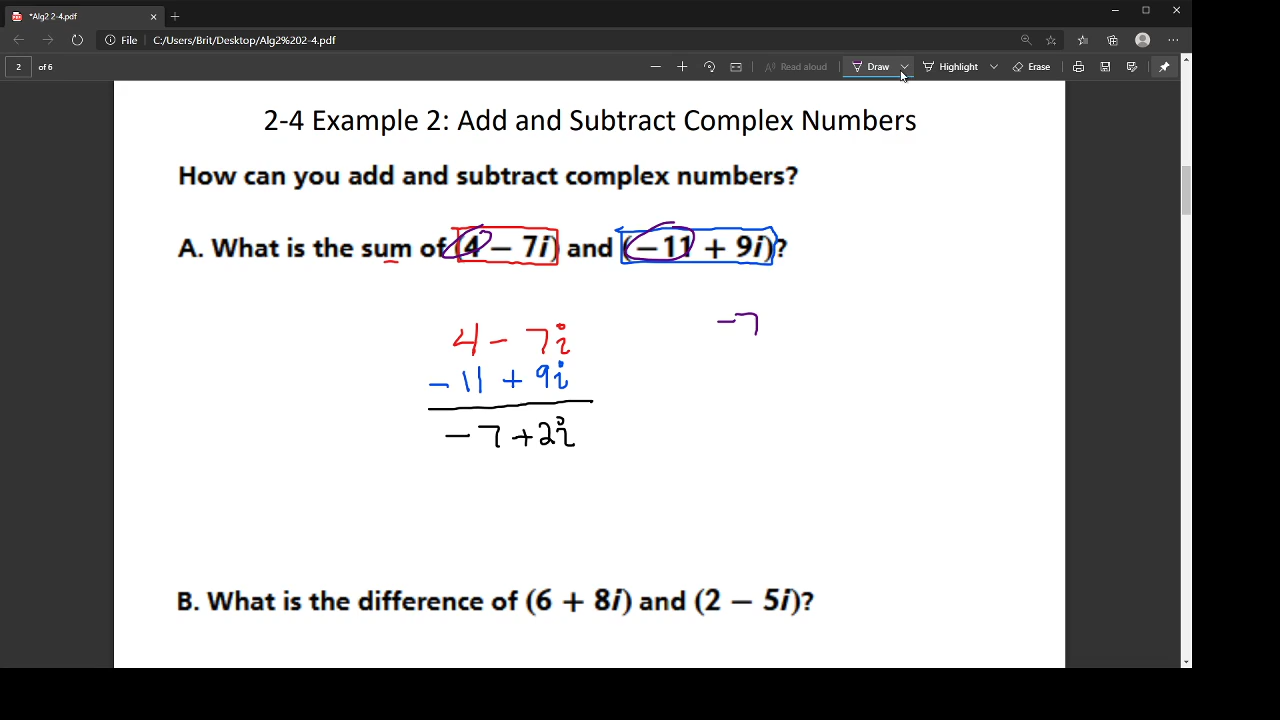 *Alg2 2-4.pdf
File C:/Users/Brit/Desktop/Alg2%202-4.pdf
2 of 6 Read aloud Draw Highlight Erase
2-4 Example 2: Add and Subtract Complex Numbers
How can you add and subtract complex numbers?
A. What is the sum of (4 − 7i) and (−11 + 9i)?
−7
4 − 7i
− 11 + 9i
− 7 + 2i
B. What is the difference of (6 + 8i) and (2 − 5i)?